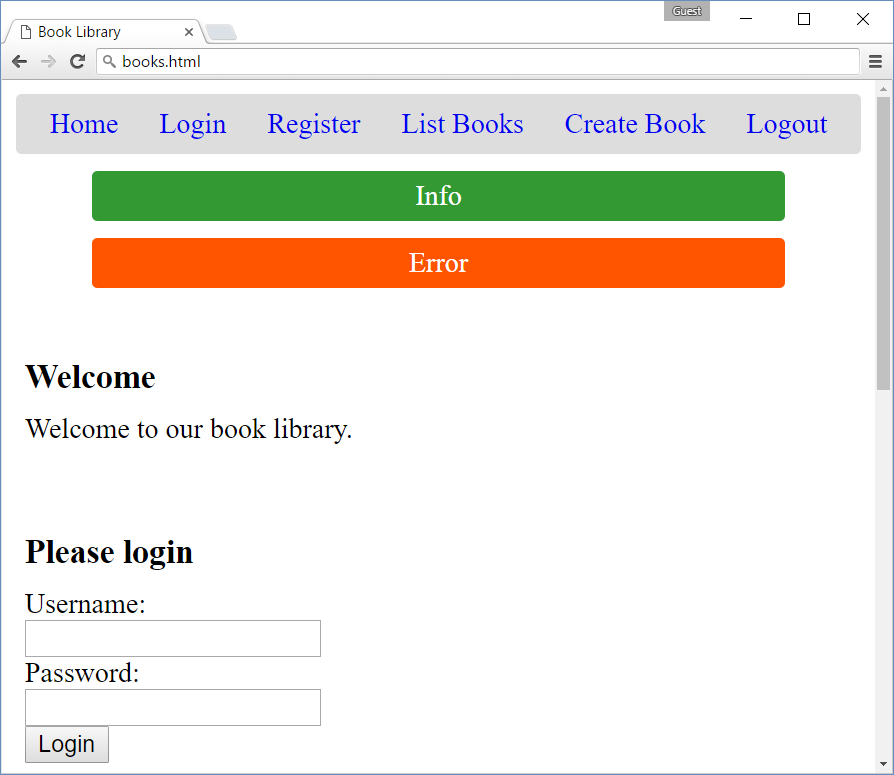 Guest
Book Library
books.html
Home Login Register List Books Create Book Logout
Info
Error
Welcome
Welcome to our book library.
Please login
Username:
Password:
Login